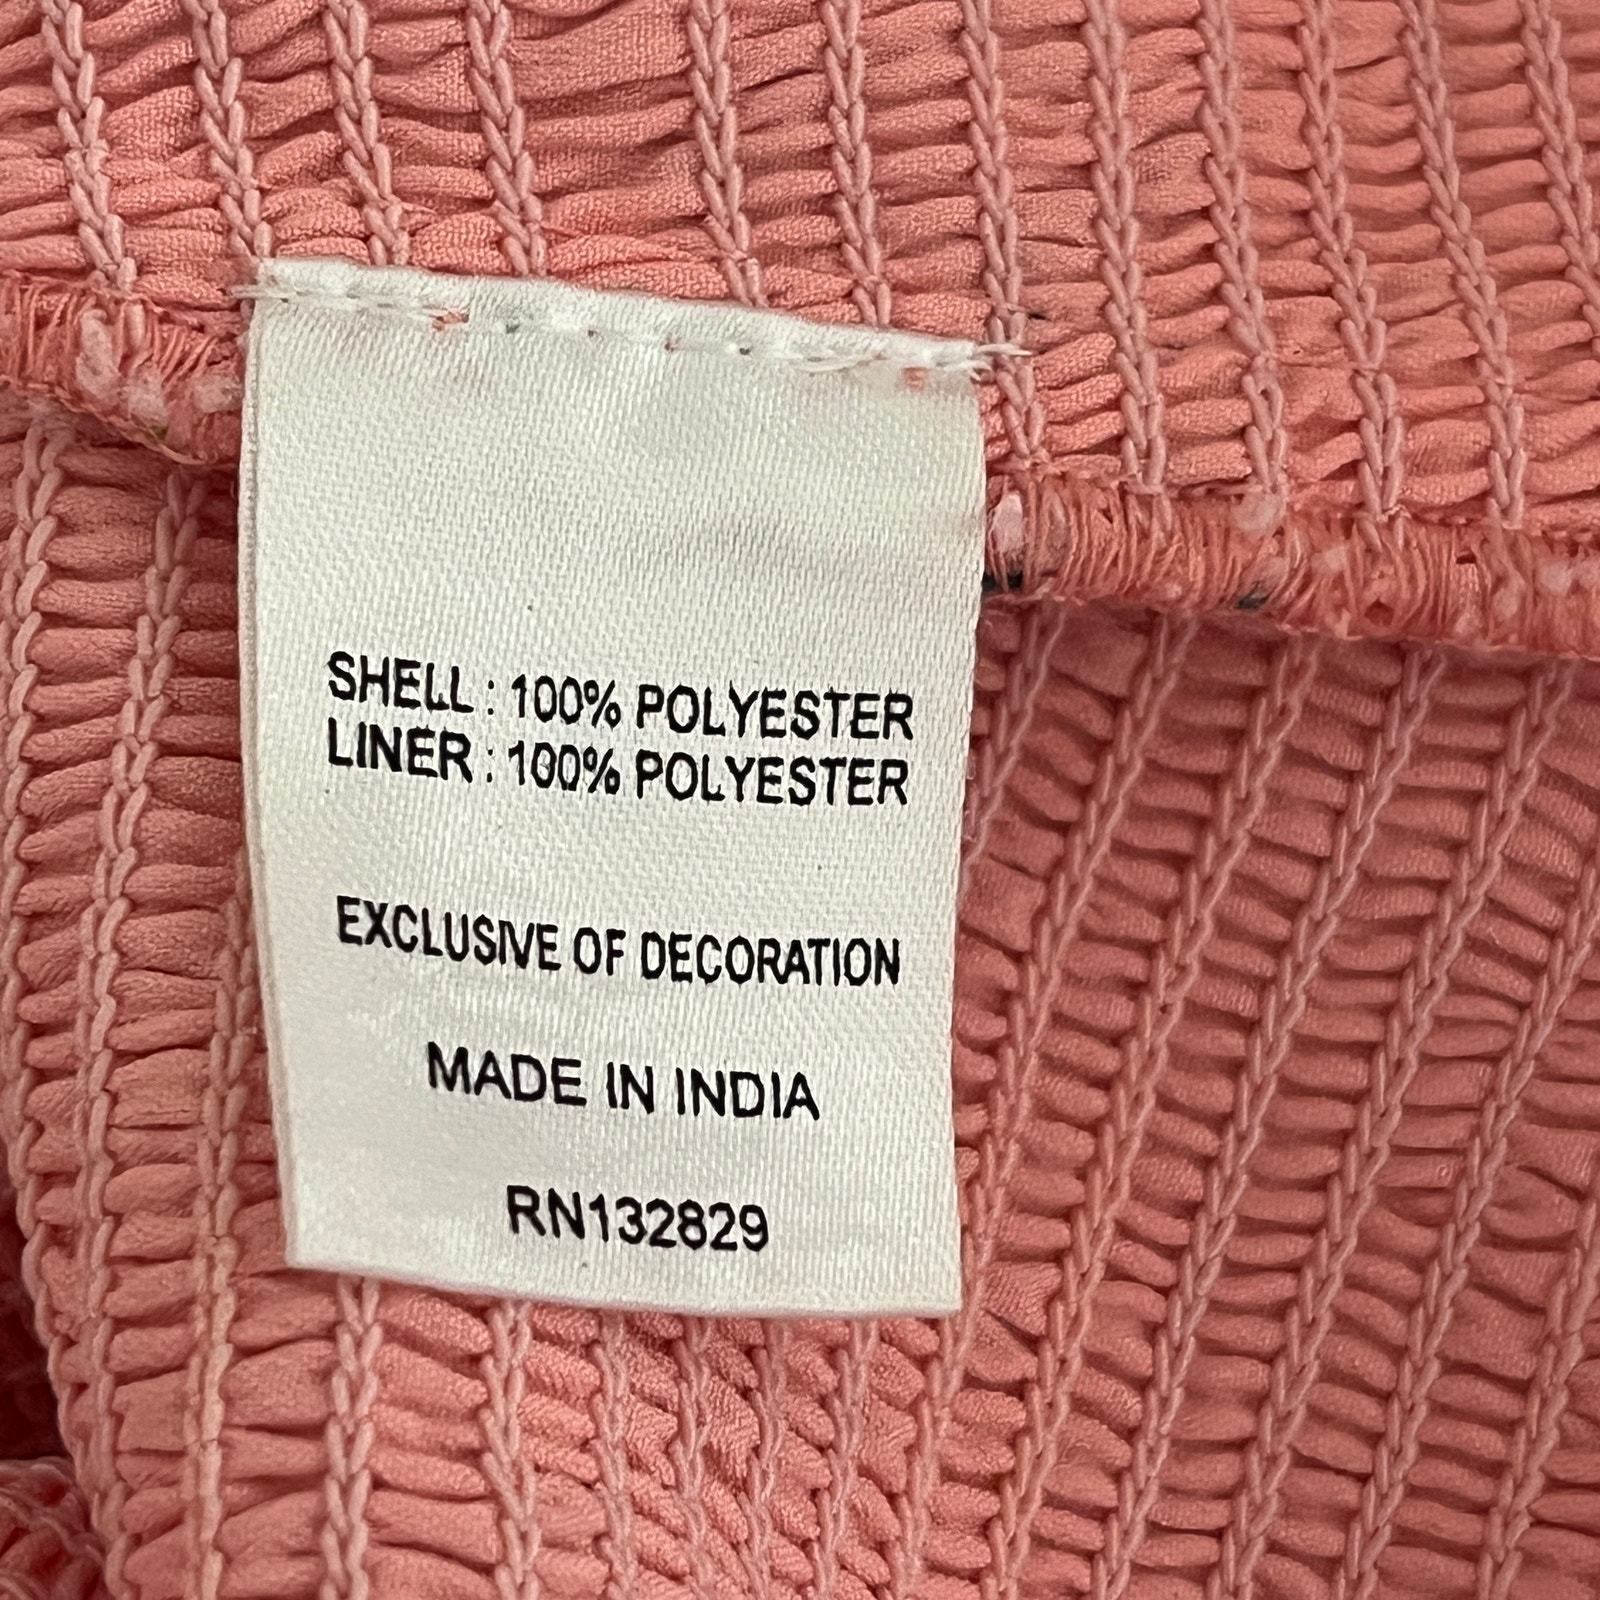 SHELL : 100% POLYESTER
LINER : 100% POLYESTER
EXCLUSIVE OF DECORATION
MADE IN INDIA
RN132829